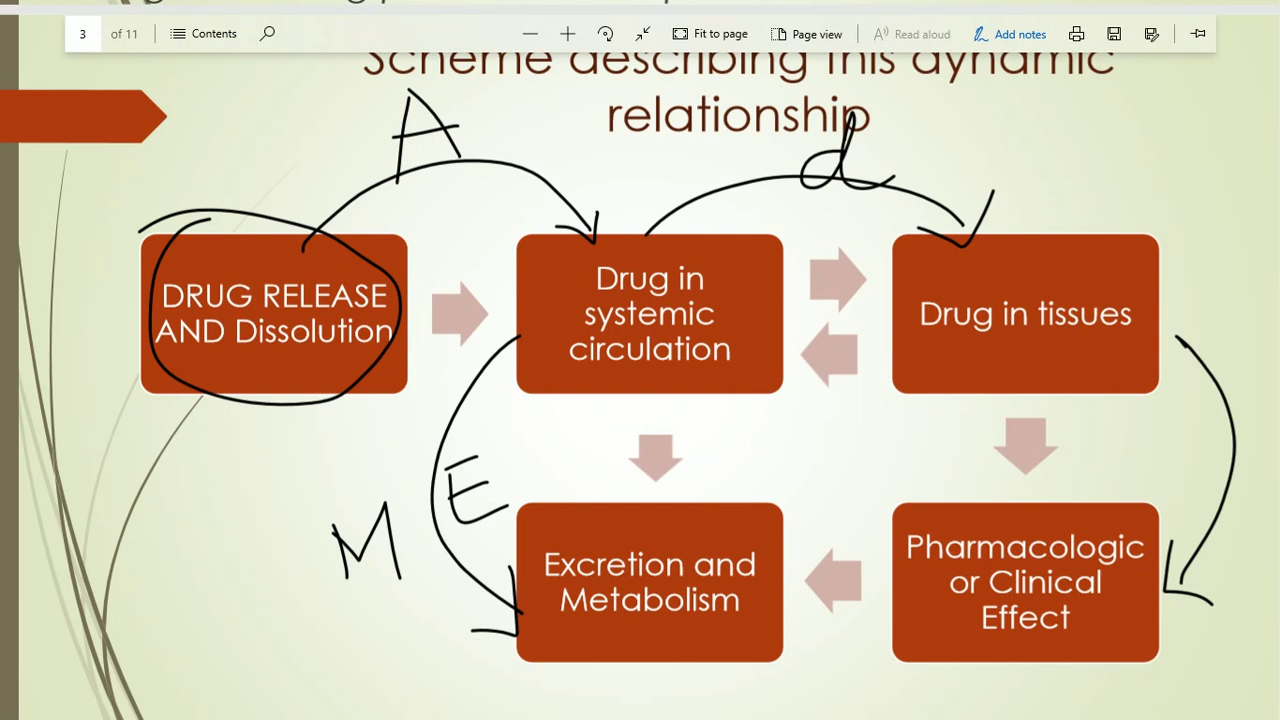 3 of 11 Contents Fit to page Page view Read aloud Add notes
Scheme describing this dynamic
relationship
A
d
DRUG RELEASE
AND Dissolution
Drug in
systemic
circulation
Drug in tissues
E
M
Excretion and
Metabolism
Pharmacologic
or Clinical
Effect